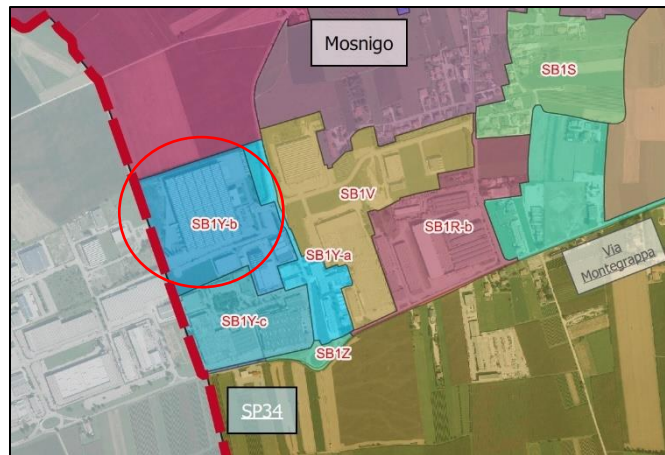 Mosnigo
SB1S
SB1V
SB1Y-b
SB1R-b
SB1Y-a
Via
Montegrappa
SB1Y-c
SB1Z
SP34